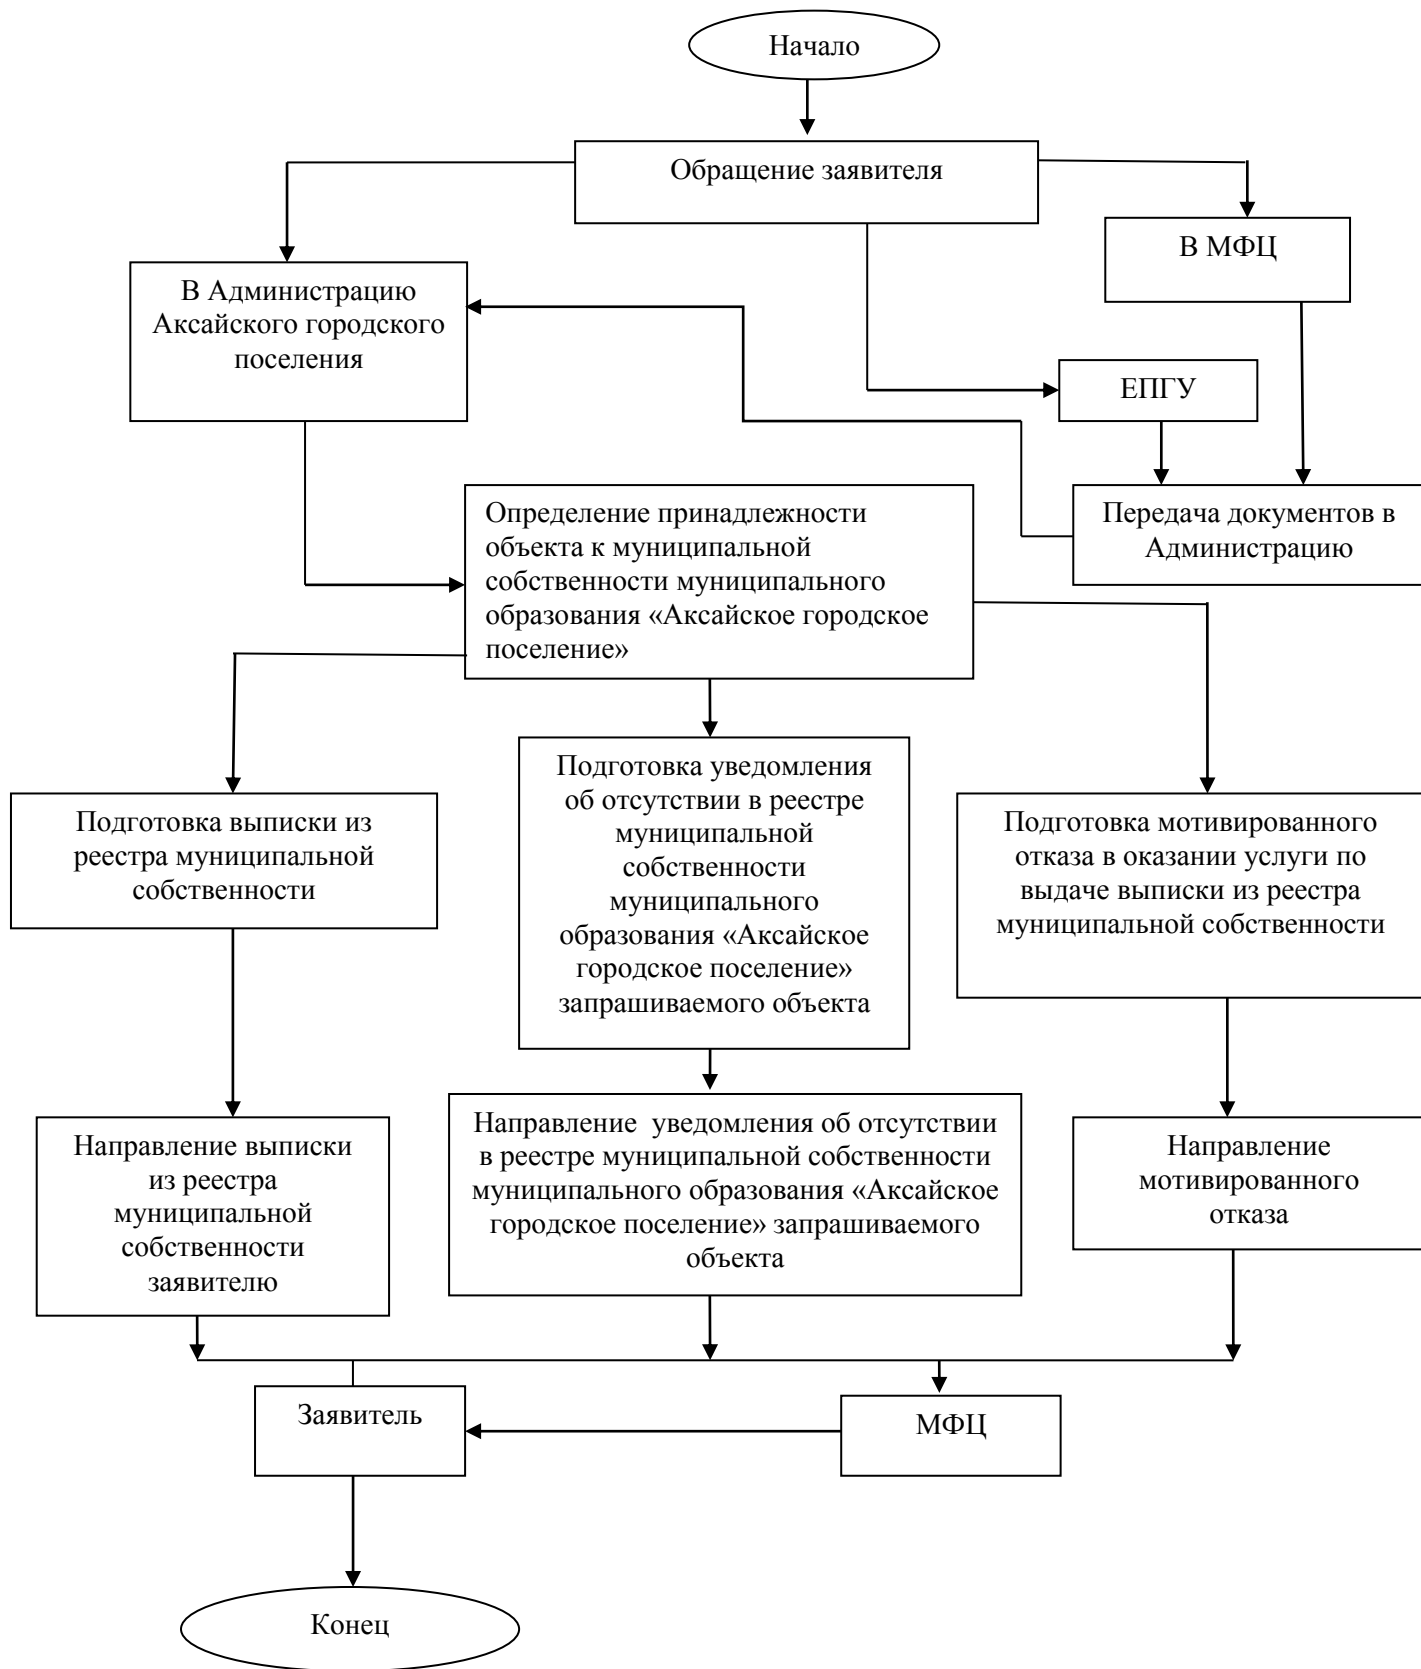 Начало
Обращение заявителя
В МФЦ
В Администрацию
Аксайского городского
поселения
ЕПГУ
Передача документов в
Администрацию
Определение принадлежности
объекта к муниципальной
собственности муниципального
образования «Аксайское городское
поселение»
Подготовка выписки из
реестра муниципальной
собственности
Подготовка уведомления
об отсутствии в реестре
муниципальной
собственности
муниципального
образования «Аксайское
городское поселение»
запрашиваемого объекта
Подготовка мотивированного
отказа в оказании услуги по
выдаче выписки из реестра
муниципальной собственности
Направление выписки
из реестра
муниципальной
собственности
заявителю
Направление  уведомления об отсутствии
в реестре муниципальной собственности
муниципального образования «Аксайское
городское поселение» запрашиваемого
объекта
Направление
мотивированного
отказа
Заявитель
МФЦ
Конец